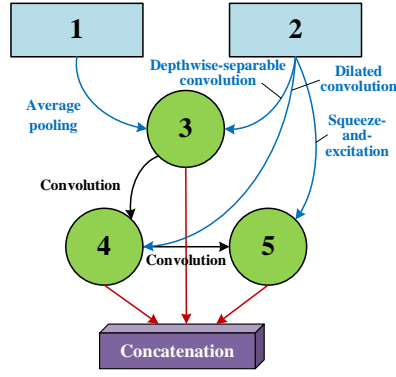 1
2
Depthwise-separable
convolution
Dilated
convolution
Average
pooling
3
Squeeze-
and-
excitation
Convolution
4
Convolution
5
Concatenation